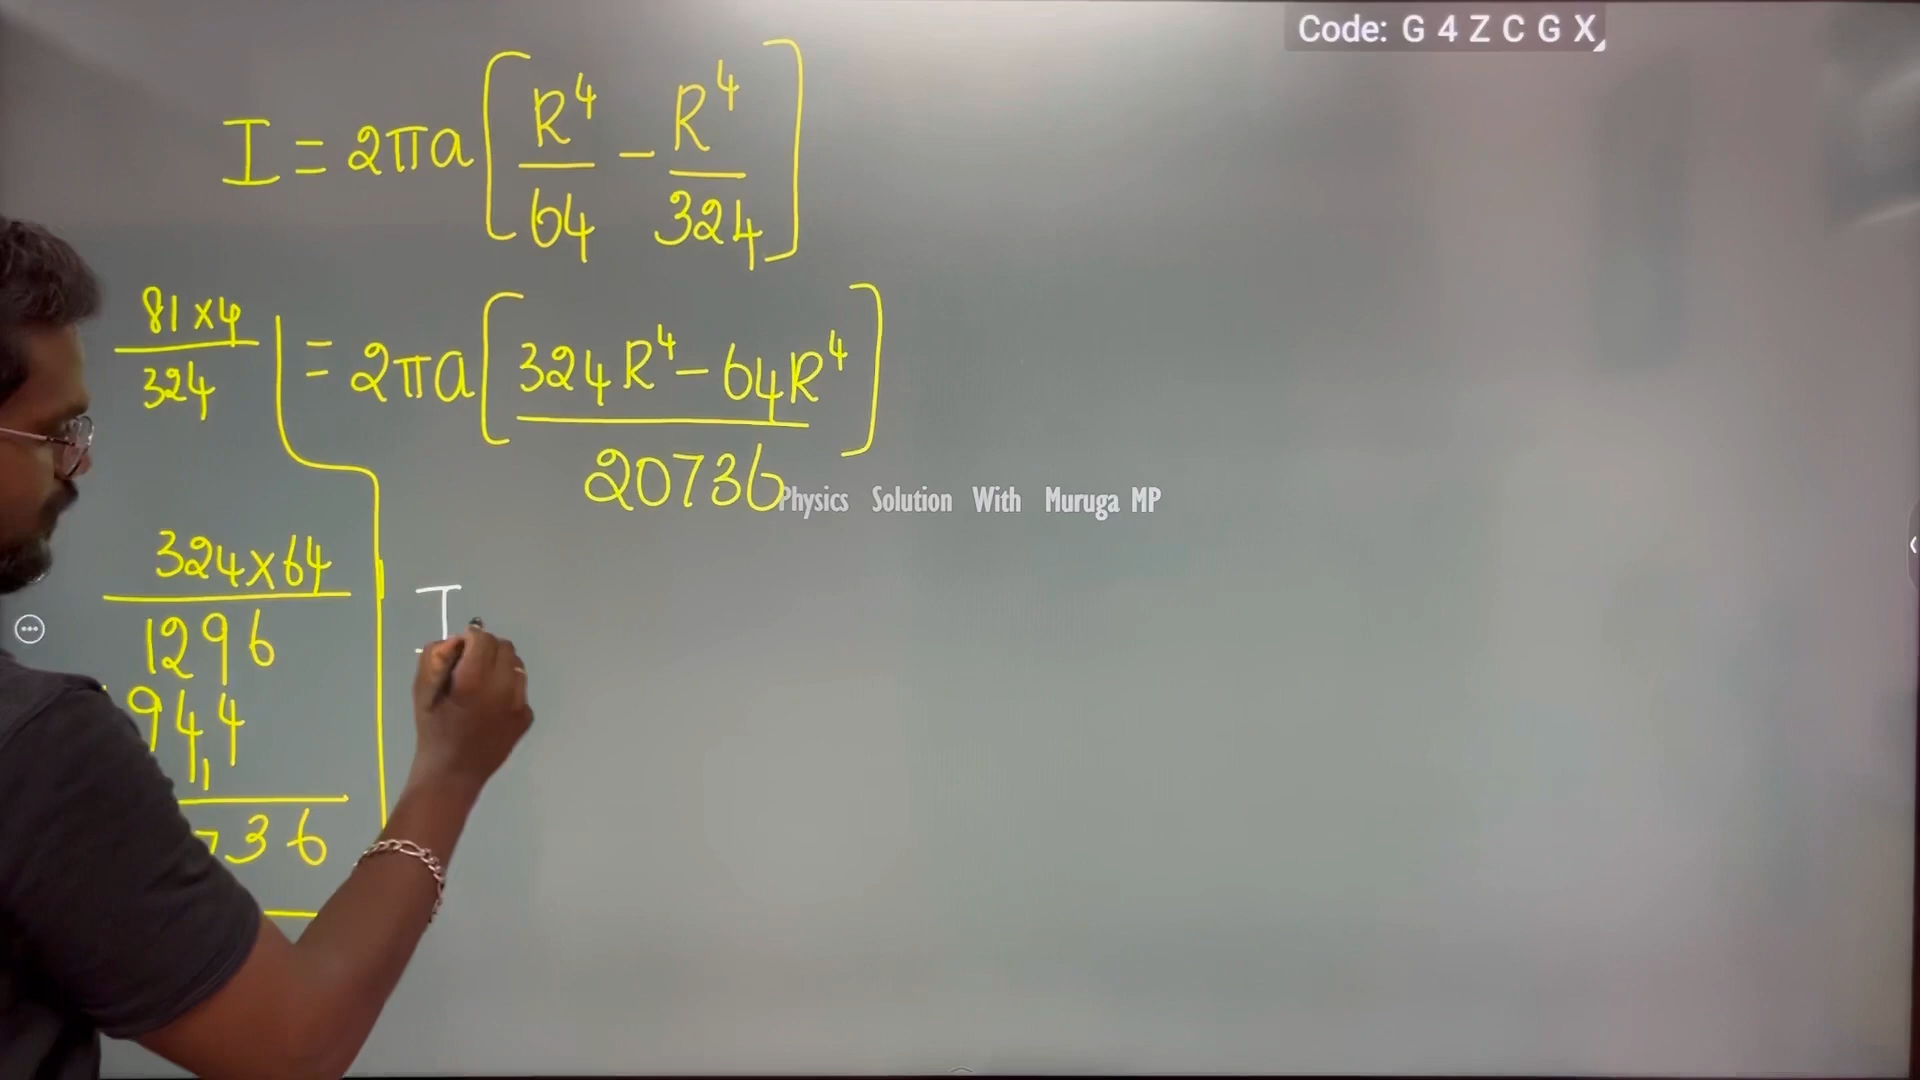 Code: G 4 Z C G X
I = 2πa [R⁴/64 − R⁴/324]
81×4
324
= 2πa [(324R⁴ − 64R⁴)/20736]
Physics Solution With Muruga MP
324×64
1296
944
736
I